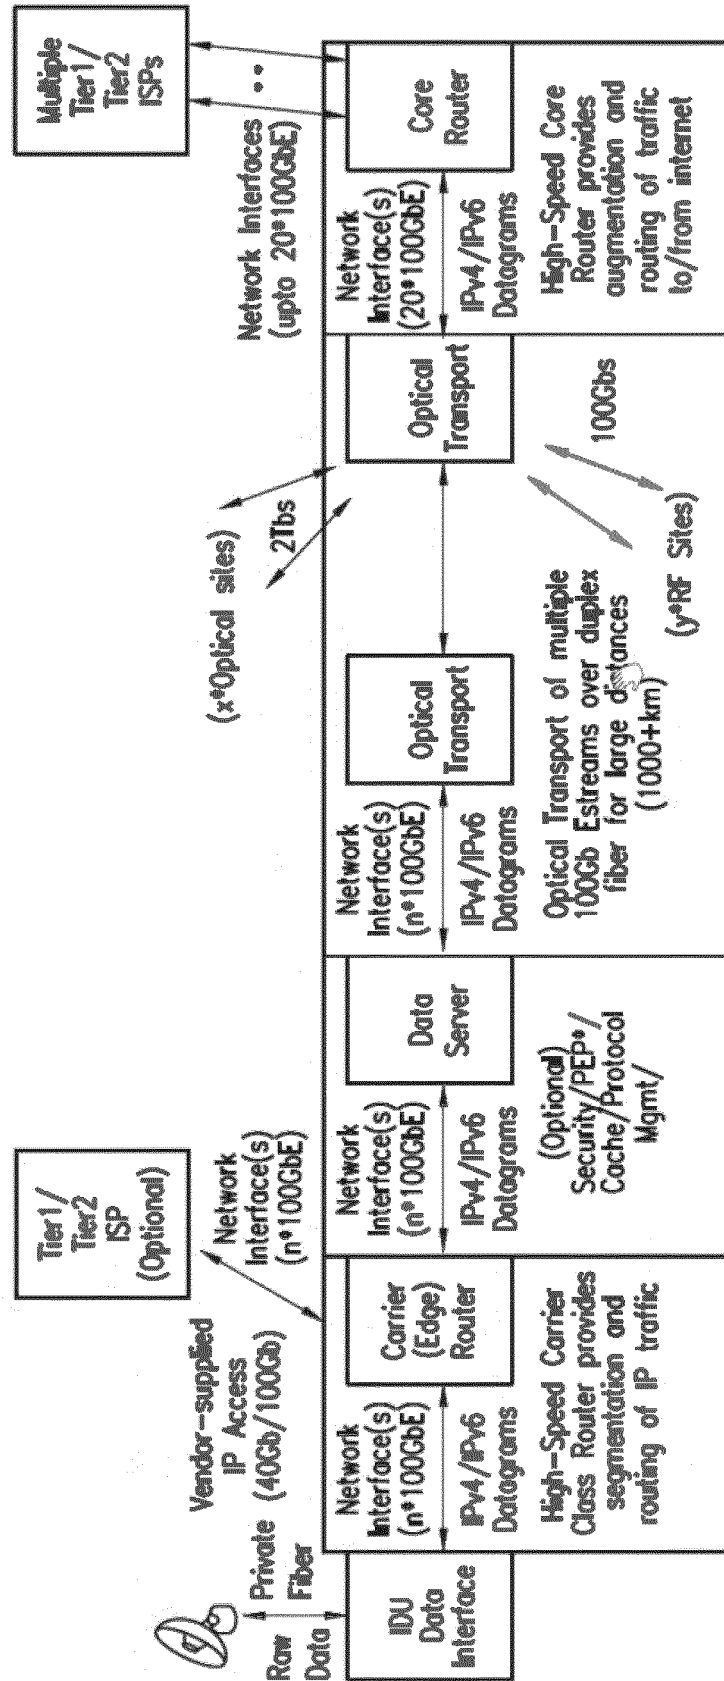 Raw
Data
Private
Fiber
IDU
Data
Interface
Vendor-supplied
IP Access
(40Gb/100Gb)
Tier1/
Tier2
ISP
(Optional)
Network
Interface(s)
(n*100GbE)
Network
Interface(s)
(n*100GbE)
IPv4/IPv6
Datagrams
Carrier
(Edge)
Router
High-Speed Carrier
Class Router provides
segmentation and
routing of IP traffic
Network
Interface(s)
(n*100GbE)
IPv4/IPv6
Datagrams
Data
Server
(Optional)
Security/PEP*/
Cache/Protocol
Mgmt/
Network
Interface(s)
(n*100GbE)
IPv4/IPv6
Datagrams
Optical
Transport
Optical Transport of multiple
100Gb Estreams over duplex
fiber for large distances
(1000+km)
(x*Optical sites)
2Tbs
Optical
Transport
100Gbs
(y*RF Sites)
Network
Interface(s)
(20*100GbE)
IPv4/IPv6
Datagrams
Core
Router
High-Speed Core
Router provides
augmentation and
routing of traffic
to/from internet
Network Interfaces
(upto 20*100GbE)
Multiple
Tier1/
Tier2
ISPs